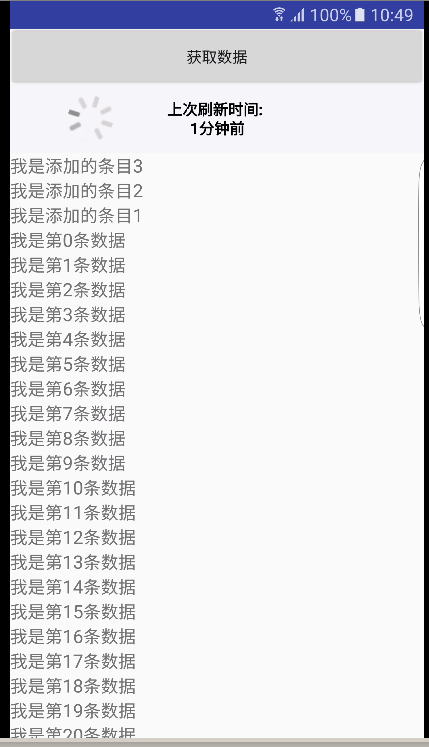 100% 10:49
获取数据
上次刷新时间:
1分钟前
我是添加的条目3
我是添加的条目2
我是添加的条目1
我是第0条数据
我是第1条数据
我是第2条数据
我是第3条数据
我是第4条数据
我是第5条数据
我是第6条数据
我是第7条数据
我是第8条数据
我是第9条数据
我是第10条数据
我是第11条数据
我是第12条数据
我是第13条数据
我是第14条数据
我是第15条数据
我是第16条数据
我是第17条数据
我是第18条数据
我是第19条数据
我是第20条数据